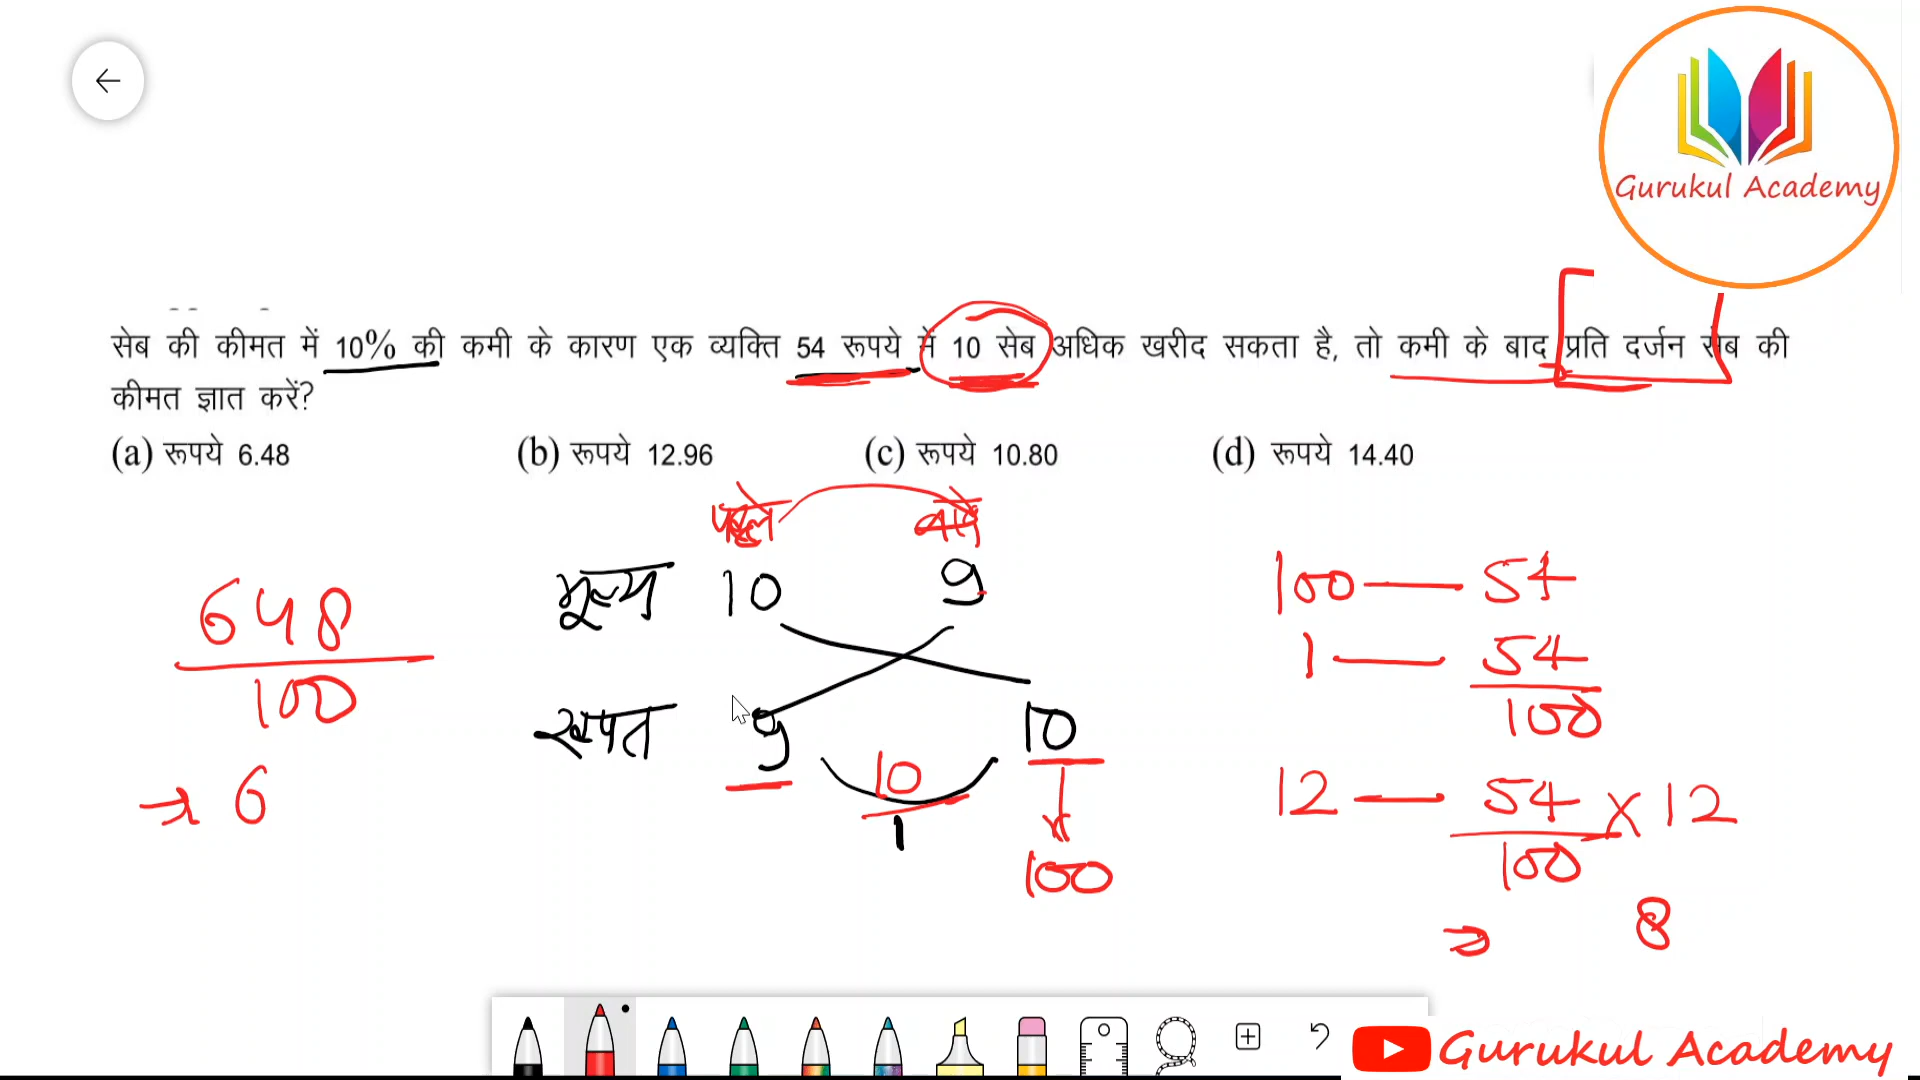 Gurukul Academy
सेब की कीमत में 10% की कमी के कारण एक व्यक्ति 54 रूपये में 10 सेब अधिक खरीद सकता है, तो कमी के बाद प्रति दर्जन सेब की
कीमत ज्ञात करें?
(a) रूपये 6.48 (b) रूपये 12.96 (c) रूपये 10.80 (d) रूपये 14.40
पहले बाद
मूल्य 10 9
खपत 9 10
10
1
100
648
100
→ 6
100 — 54
1 — 54
100
12 — 54 × 12
100
⇒ 8
Gurukul Academy